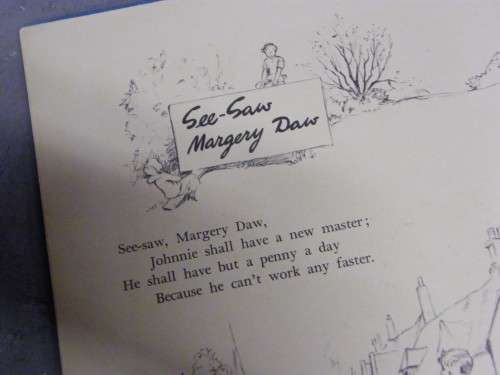 See-Saw
Margery Daw
See-saw, Margery Daw,
Johnnie shall have a new master;
He shall have but a penny a day
Because he can't work any faster.